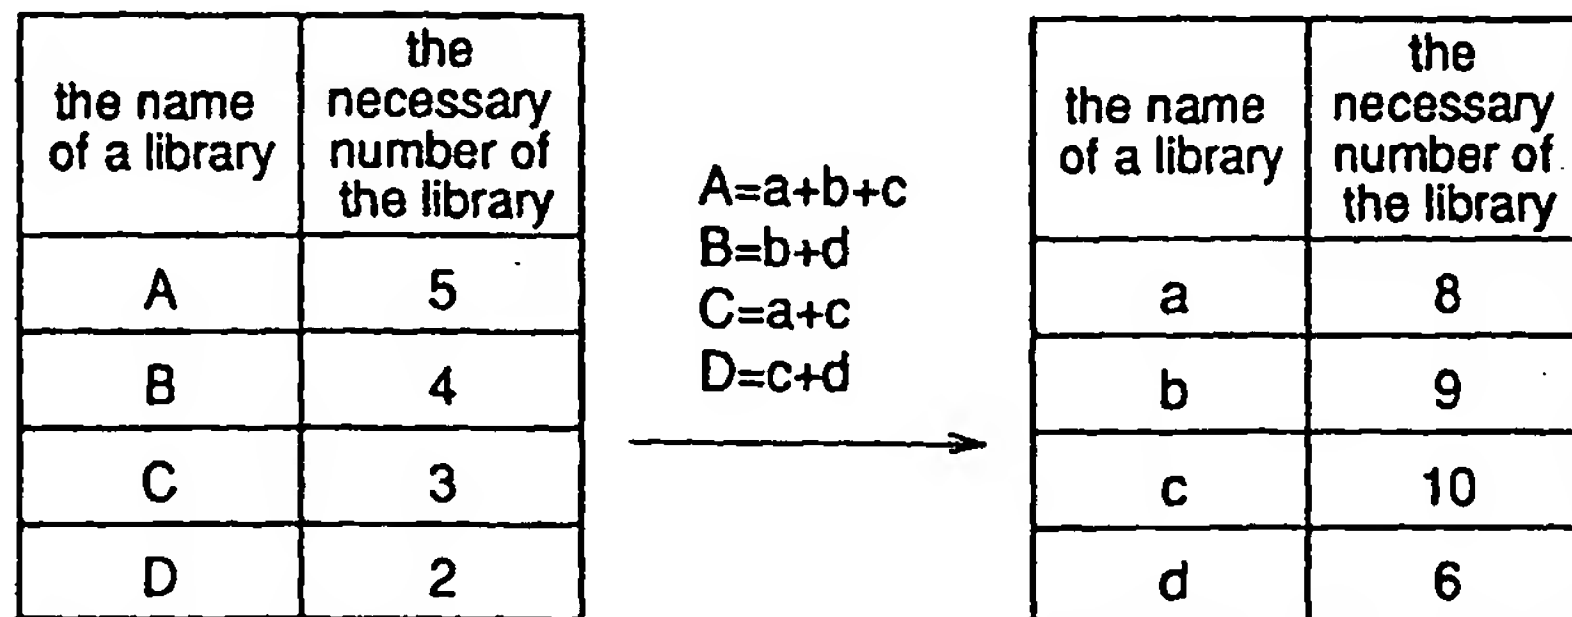 the name
of a library
the
necessary
number of
the library
A
5
B
4
C
3
D
2
A=a+b+c
B=b+d
C=a+c
D=c+d
the name
of a library
the
necessary
number of
the library
a
8
b
9
c
10
d
6